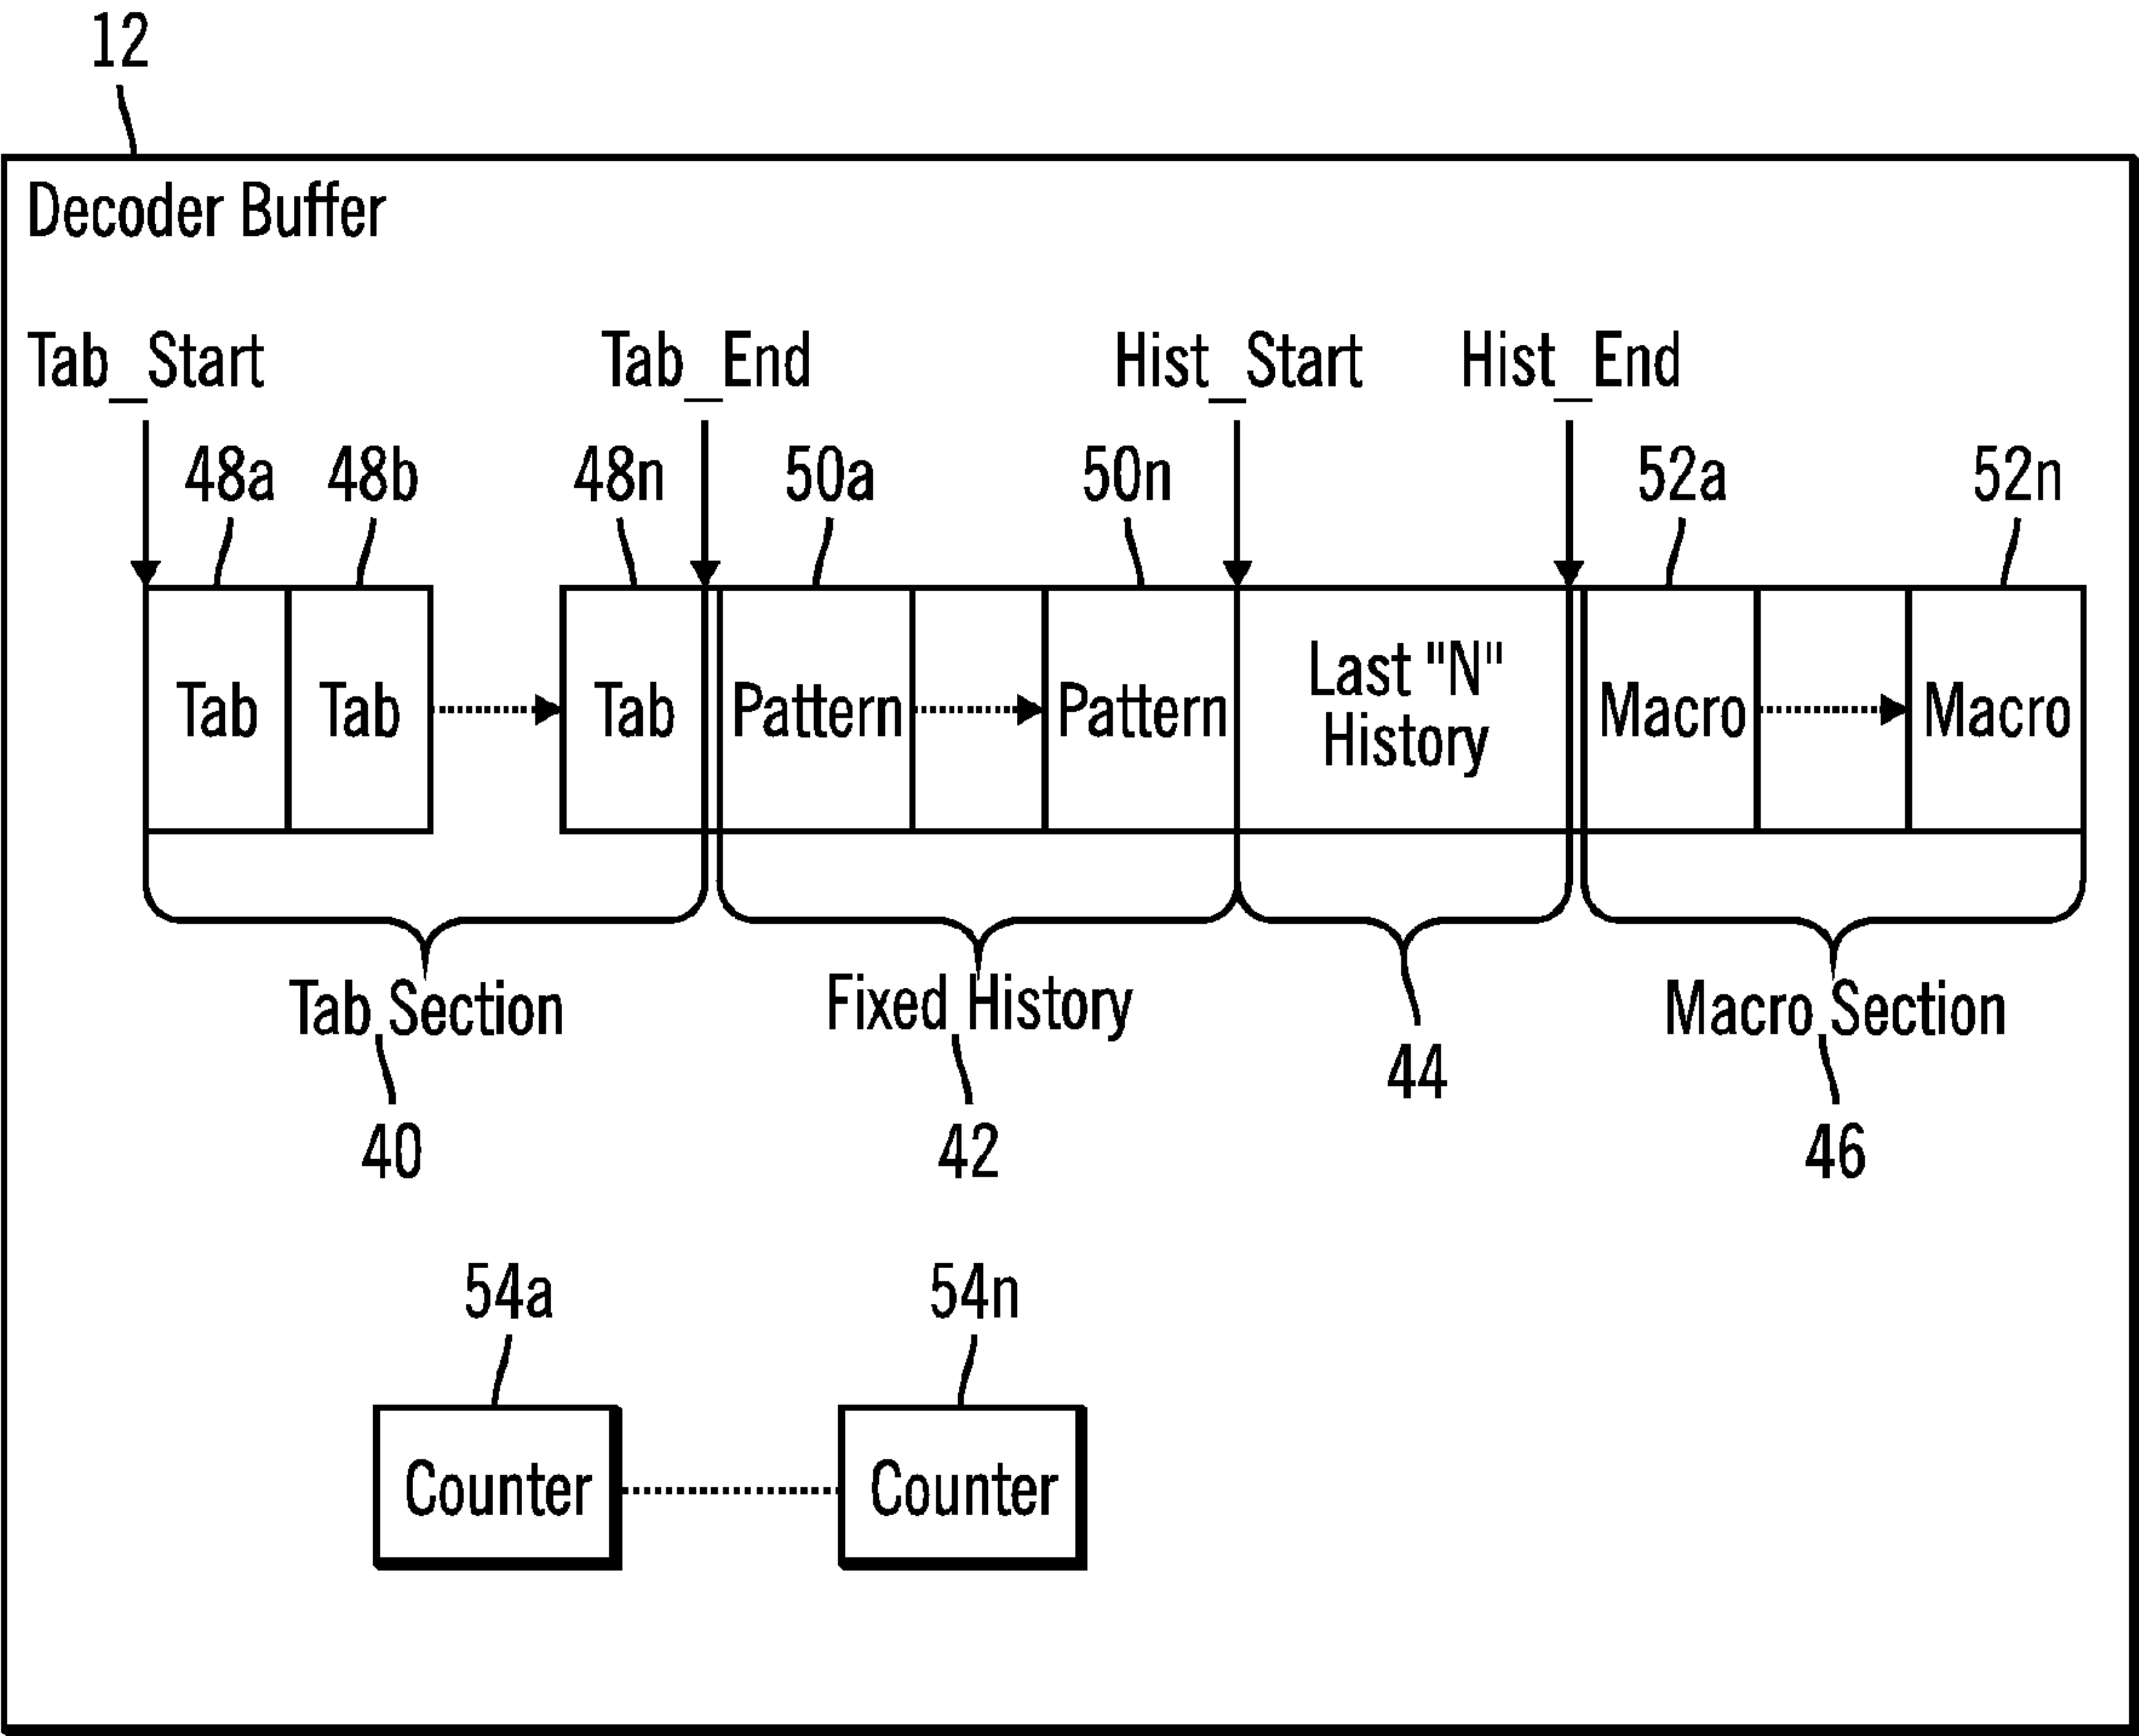 12
Decoder Buffer
Tab_Start Tab_End Hist_Start Hist_End
48a 48b 48n 50a 50n 52a 52n
Tab Tab Tab Pattern Pattern Last "N" History Macro Macro
Tab Section Fixed History 44 Macro Section
40 42 46
54a 54n
Counter Counter